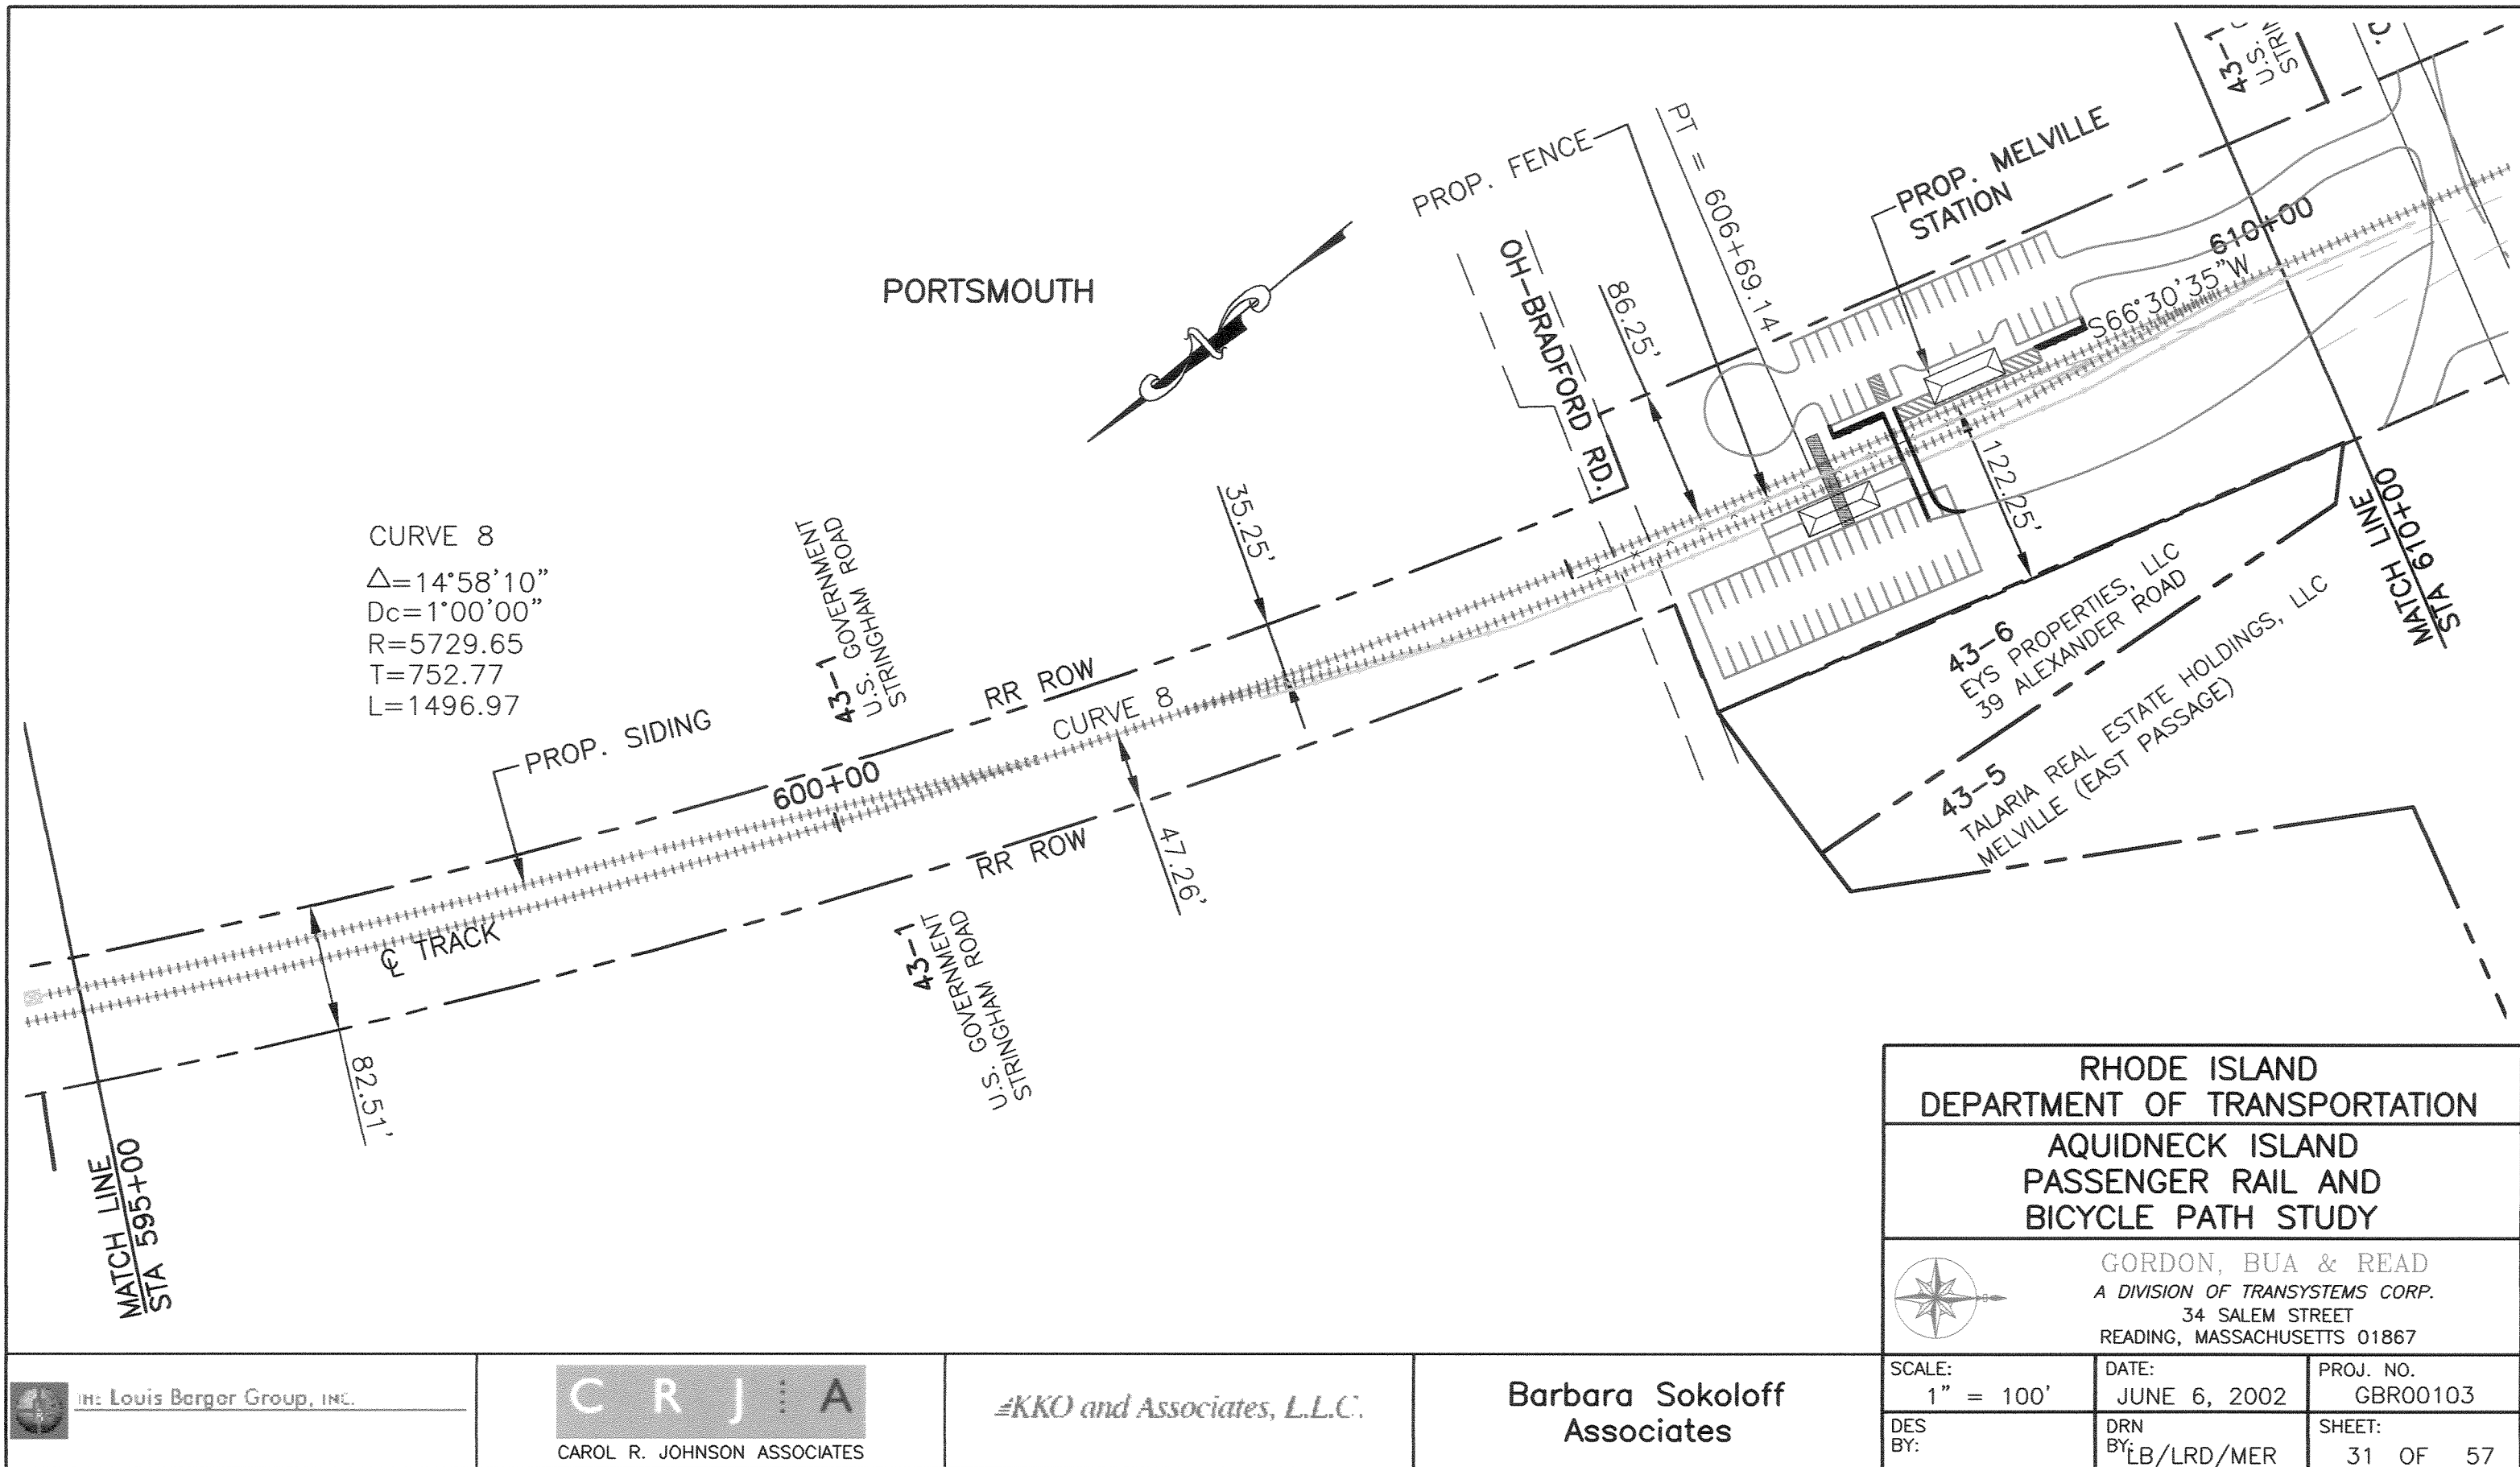 PORTSMOUTH
N
CURVE 8
Δ=14°58'10"
Dc=1°00'00"
R=5729.65
T=752.77
L=1496.97
PROP. SIDING
43-1
U.S. GOVERNMENT
STRINGHAM ROAD
RR ROW
CURVE 8
600+00
RR ROW
℄ TRACK
82.51'
MATCH LINE
STA 595+00
43-1
U.S. GOVERNMENT
STRINGHAM ROAD
47.26'
35.25'
PROP. FENCE
OH-BRADFORD RD.
86.25'
PT = 606+69.14
PROP. MELVILLE
STATION
610+00
S66°30'35"W
43-1
U.S.
122.25'
MATCH LINE
STA 610+00
43-6
EYS PROPERTIES, LLC
39 ALEXANDER ROAD
43-5
TALARIA REAL ESTATE HOLDINGS, LLC
MELVILLE (EAST PASSAGE)
RHODE ISLAND
DEPARTMENT OF TRANSPORTATION
AQUIDNECK ISLAND
PASSENGER RAIL AND
BICYCLE PATH STUDY
GORDON, BUA & READ
A DIVISION OF TRANSYSTEMS CORP.
34 SALEM STREET
READING, MASSACHUSETTS 01867
SCALE:
1" = 100'
DATE:
JUNE 6, 2002
PROJ. NO.
GBR00103
DES
BY:
DRN
BY: LB/LRD/MER
SHEET:
31 OF 57
THE Louis Berger Group, INC.
C R J A
CAROL R. JOHNSON ASSOCIATES
KKO and Associates, L.L.C.
Barbara Sokoloff
Associates